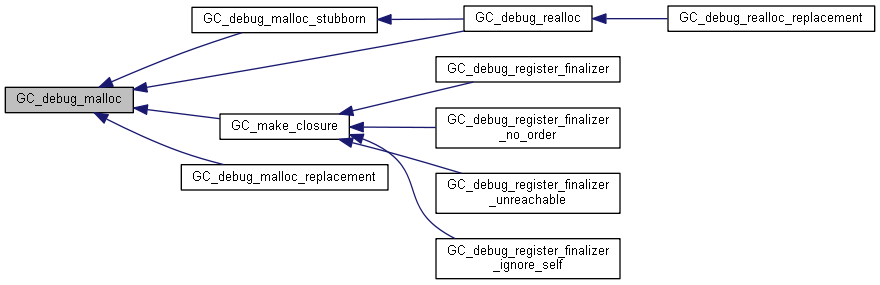 GC_debug_malloc_stubborn
GC_debug_realloc
GC_debug_realloc_replacement
GC_debug_register_finalizer
GC_debug_malloc
GC_make_closure
GC_debug_register_finalizer
_no_order
GC_debug_malloc_replacement
GC_debug_register_finalizer
_unreachable
GC_debug_register_finalizer
_ignore_self